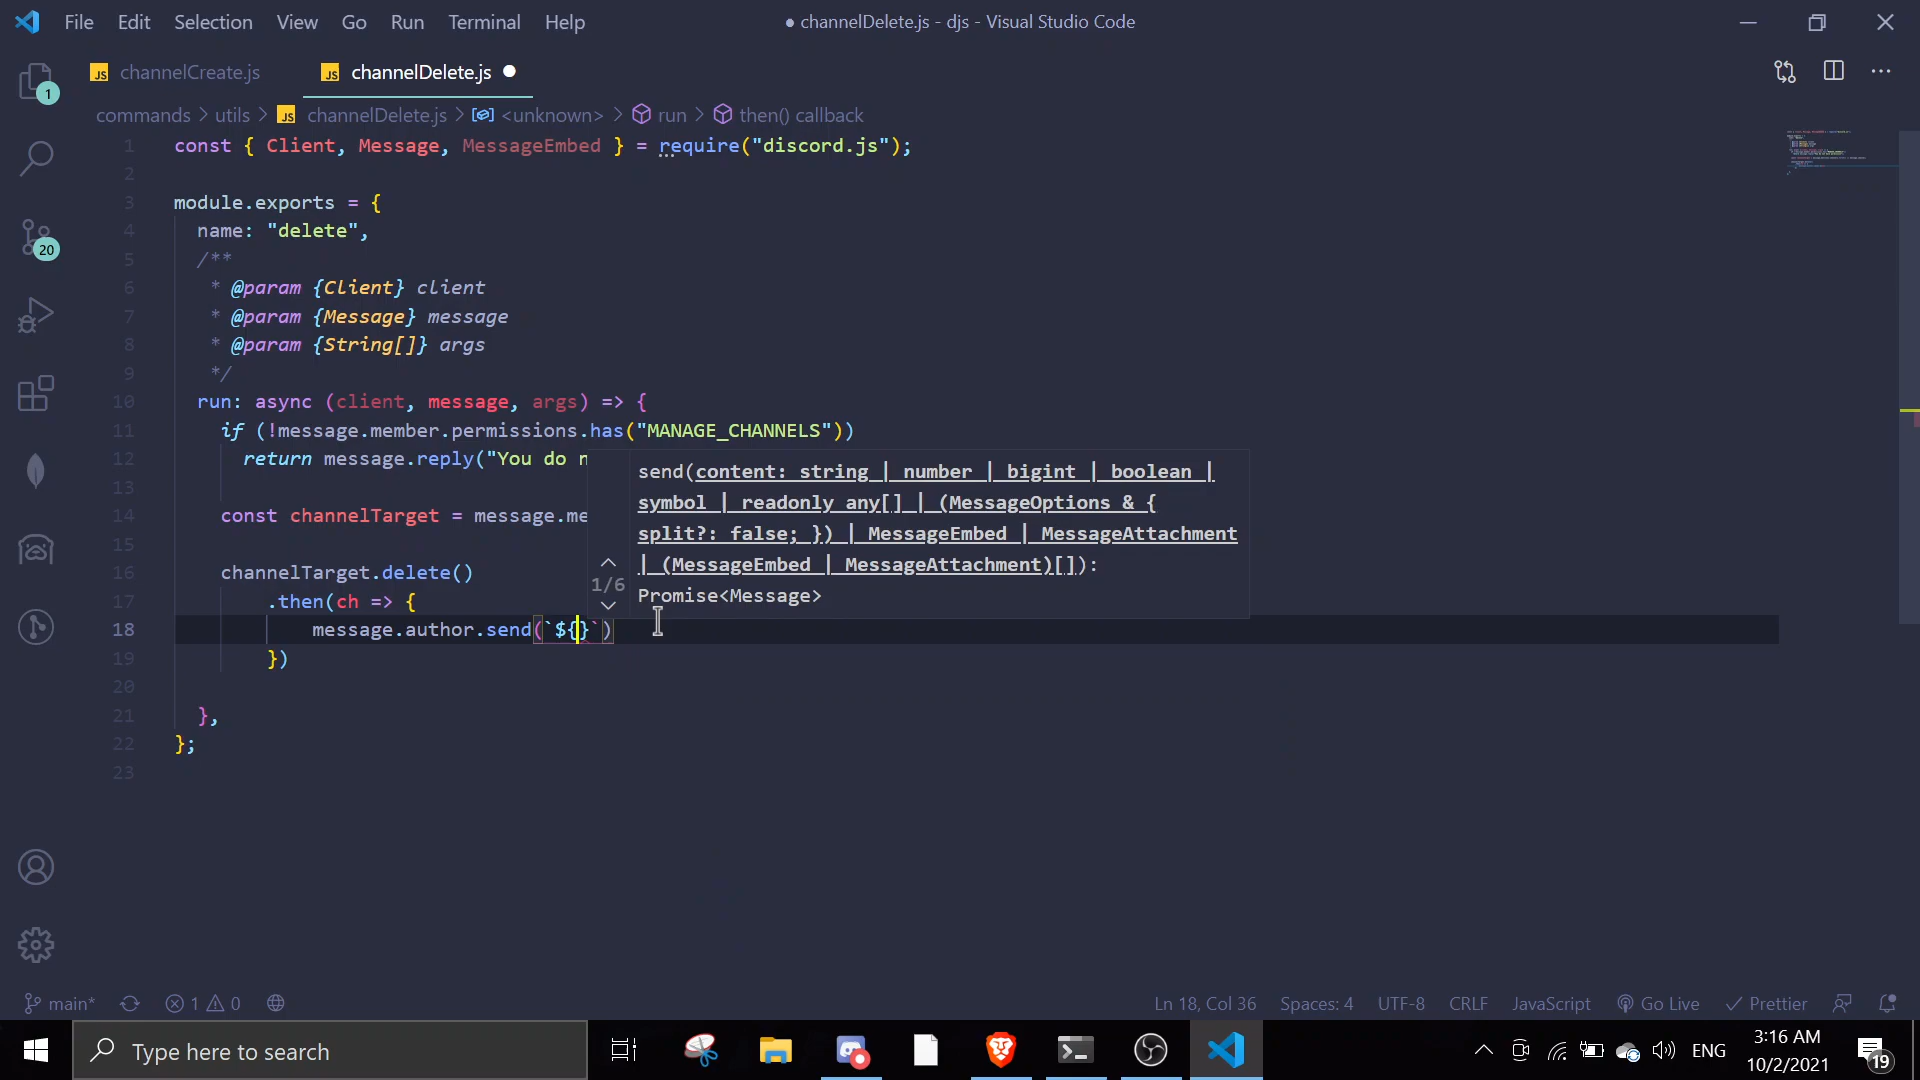 File Edit Selection View Go Run Terminal Help
● channelDelete.js - djs - Visual Studio Code
JS channelCreate.js
JS channelDelete.js ●
commands > utils > JS channelDelete.js > <unknown> > run > then() callback
1 const { Client, Message, MessageEmbed } = require("discord.js");
2
3 module.exports = {
4 name: "delete",
5 /**
6 * @param {Client} client
7 * @param {Message} message
8 * @param {String[]} args
9 */
10 run: async (client, message, args) => {
11 if (!message.member.permissions.has("MANAGE_CHANNELS"))
12 return message.reply("You do n
13
14 const channelTarget = message.me
15
16 channelTarget.delete()
17 .then(ch => {
18 message.author.send(`${}`)
19 })
20
21 },
22 };
23
send(content: string | number | bigint | boolean |
symbol | readonly any[] | (MessageOptions & {
split?: false; }) | MessageEmbed | MessageAttachment
| (MessageEmbed | MessageAttachment)[]):
1/6
Promise<Message>
1
20
main* 1 0
Ln 18, Col 36 Spaces: 4 UTF-8 CRLF JavaScript Go Live Prettier
Type here to search
ENG
3:16 AM
10/2/2021
19